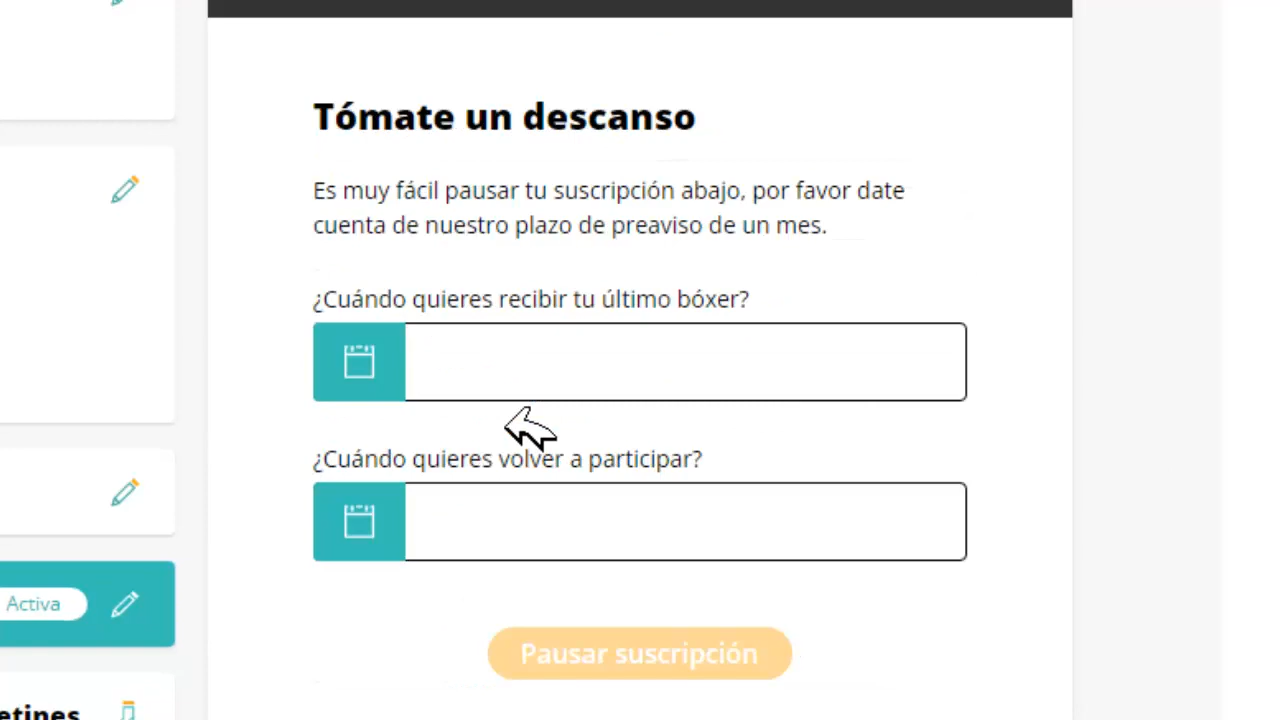 Tómate un descanso
Es muy fácil pausar tu suscripción abajo, por favor date
cuenta de nuestro plazo de preaviso de un mes.
¿Cuándo quieres recibir tu último bóxer?
¿Cuándo quieres volver a participar?
Activa
Pausar suscripción
etines